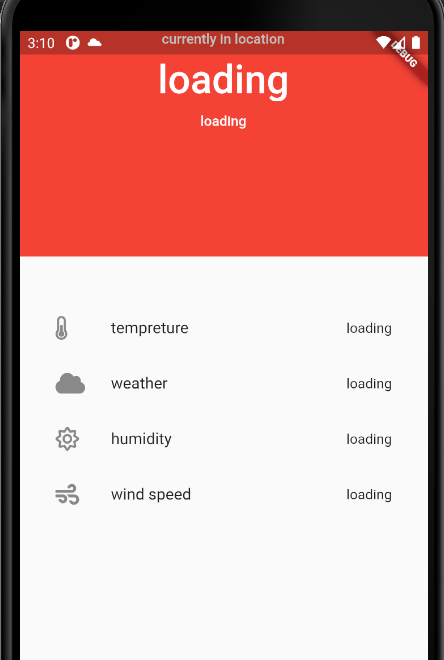 3:10
currently in location
DEBUG
loading
loading
tempreture loading
weather loading
humidity loading
wind speed loading